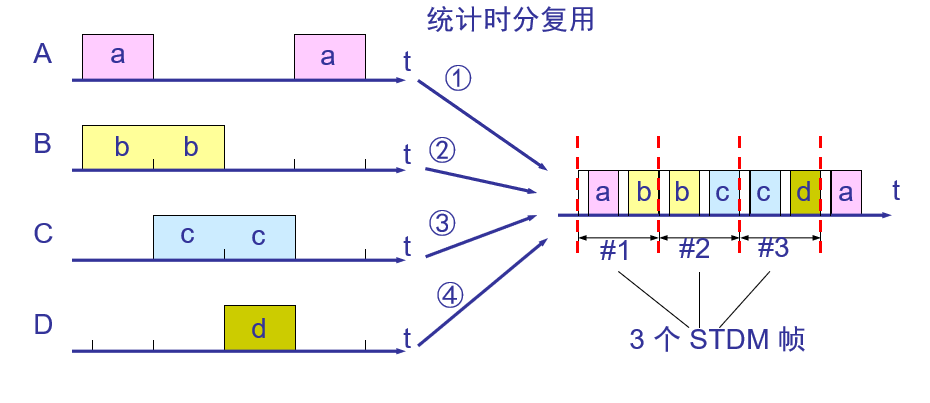 统计时分复用
A a a t ①
B b b t ②
C c c t ③
D d t ④
a b b c c d a t
#1 #2 #3
3 个 STDM 帧